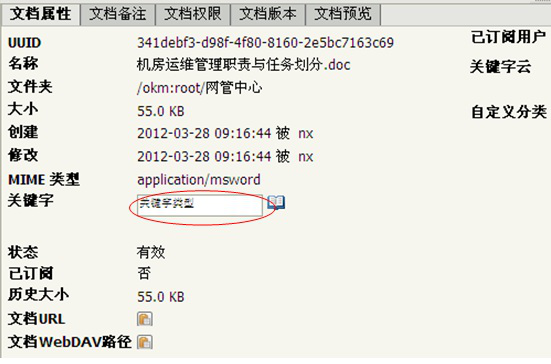 文档属性 文档备注 文档权限 文档版本 文档预览
UUID 341debf3-d98f-4f80-8160-2e5bc7163c69 已订阅用户
名称 机房运维管理职责与任务划分.doc 关键字云
文件夹 /okm:root/网管中心
大小 55.0 KB 自定义分类
创建 2012-03-28 09:16:44 被 nx
修改 2012-03-28 09:16:44 被 nx
MIME 类型 application/msword
关键字 关键字类型
状态 有效
已订阅 否
历史大小 55.0 KB
文档URL
文档WebDAV路径